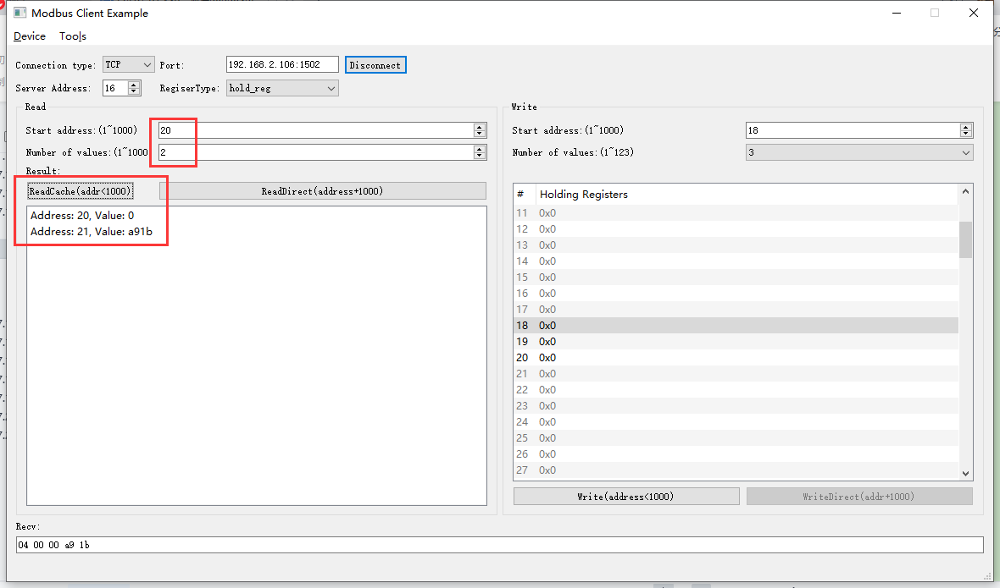 Modbus Client Example
Device Tools
Connection type: TCP Port: 192.168.2.106:1502 Disconnect
Server Address: 16 RegiserType: hold_reg
Read
Start address:(1~1000) 20
Number of values:(1~1000 2
Result:
ReadCache(addr<1000) ReadDirect(address+1000)
Address: 20, Value: 0
Address: 21, Value: a91b
Write
Start address:(1~1000) 18
Number of values:(1~123) 3
# Holding Registers
11 0x0
12 0x0
13 0x0
14 0x0
15 0x0
16 0x0
17 0x0
18 0x0
19 0x0
20 0x0
21 0x0
22 0x0
23 0x0
24 0x0
25 0x0
26 0x0
27 0x0
Write(address<1000) WriteDirect(addr+1000)
Recv:
04 00 00 a9 1b